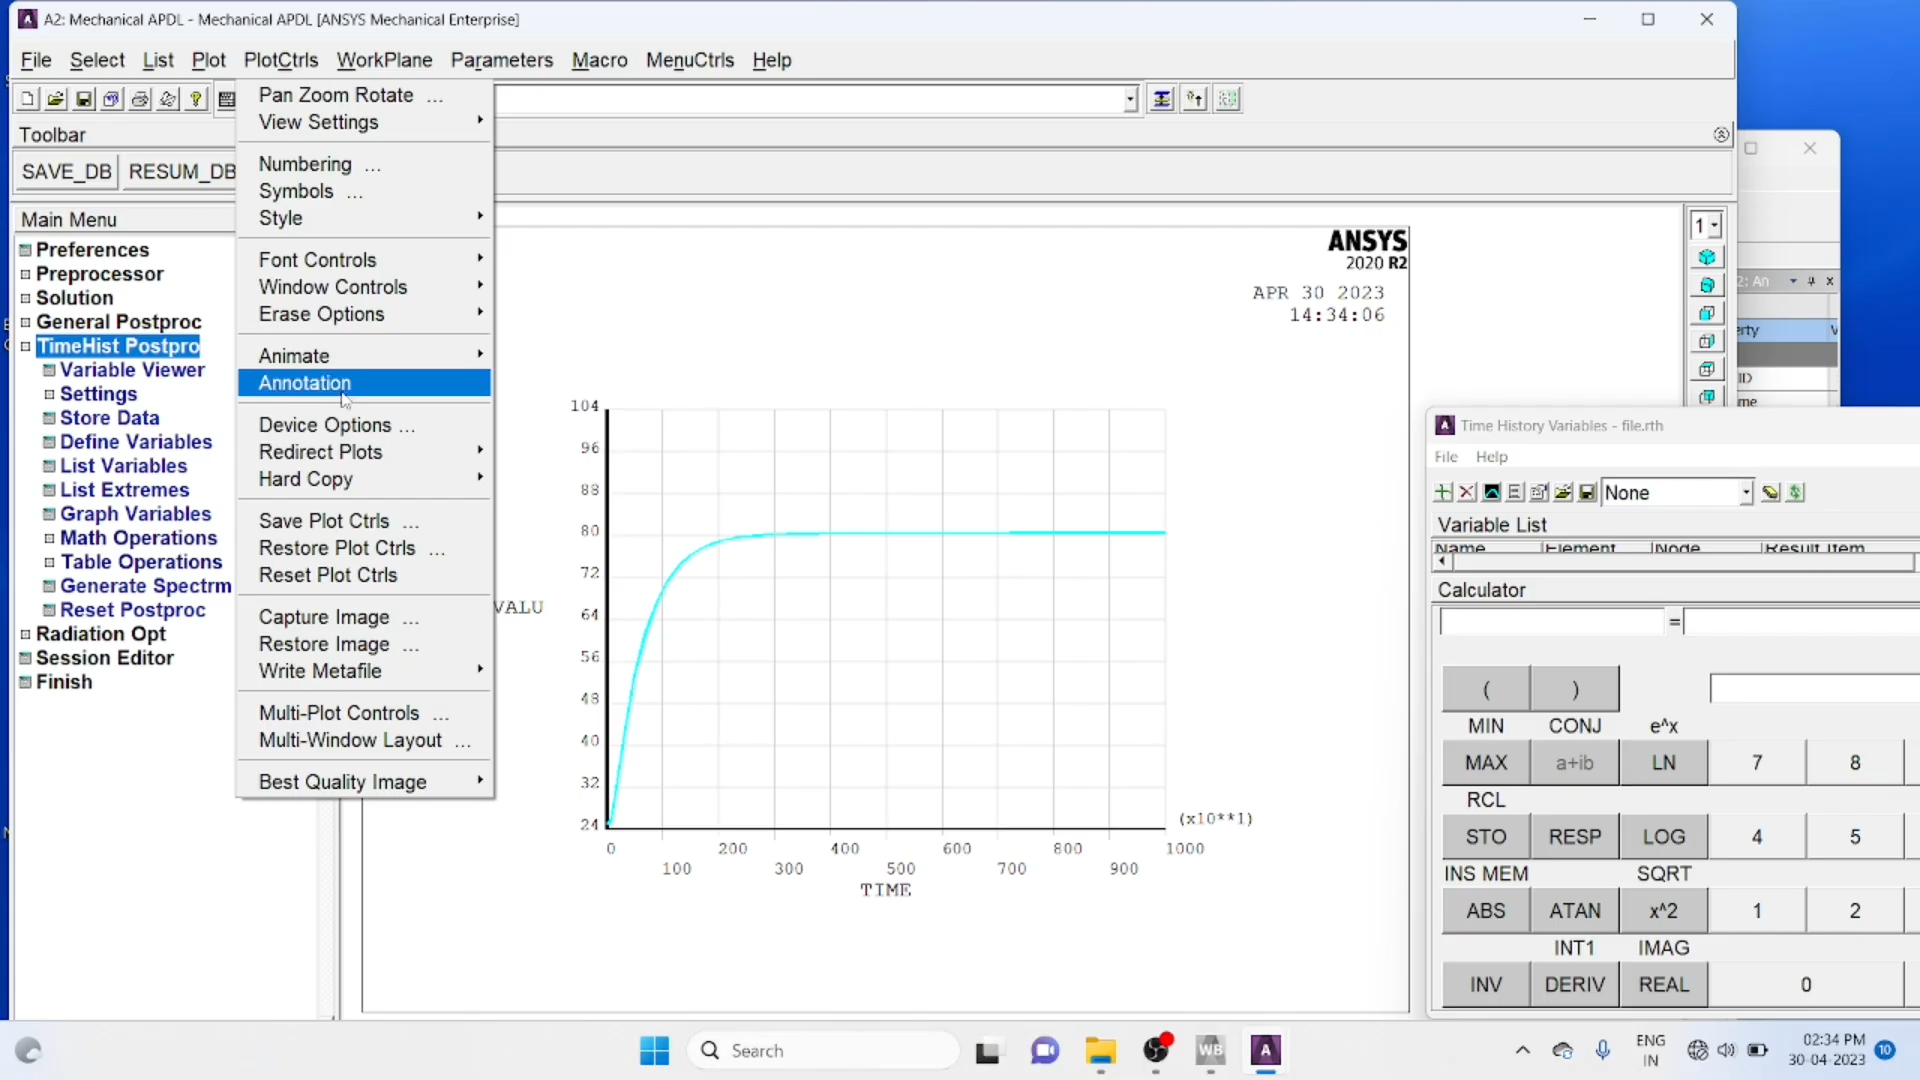 A2: Mechanical APDL - Mechanical APDL [ANSYS Mechanical Enterprise]
File Select List Plot PlotCtrls WorkPlane Parameters Macro MenuCtrls Help
Toolbar
SAVE_DB RESUM_DB
Main Menu
Preferences
Preprocessor
Solution
General Postproc
TimeHist Postpro
Variable Viewer
Settings
Store Data
Define Variables
List Variables
List Extremes
Graph Variables
Math Operations
Table Operations
Generate Spectrm
Reset Postproc
Radiation Opt
Session Editor
Finish
Pan Zoom Rotate ...
View Settings
Numbering ...
Symbols ...
Style
Font Controls
Window Controls
Erase Options
Animate
Annotation
Device Options ...
Redirect Plots
Hard Copy
Save Plot Ctrls ...
Restore Plot Ctrls ...
Reset Plot Ctrls
Capture Image ...
Restore Image ...
Write Metafile
Multi-Plot Controls ...
Multi-Window Layout ...
Best Quality Image
ANSYS
2020 R2
APR 30 2023
14:34:06
104
96
88
80
72
64
56
48
40
32
24
VALU
0 200 400 600 800 1000
100 300 500 700 900
(x10**1)
TIME
1
2: An
erty V
ID
me
Time History Variables - file.rth
File Help
None
Variable List
Name Element Node Result Item
Calculator
=
( )
MIN CONJ e^x
MAX a+ib LN 7 8
RCL
STO RESP LOG 4 5
INS MEM SQRT
ABS ATAN x^2 1 2
INT1 IMAG
INV DERIV REAL 0
Search
WB
A
ENG
IN
02:34 PM
30-04-2023
10